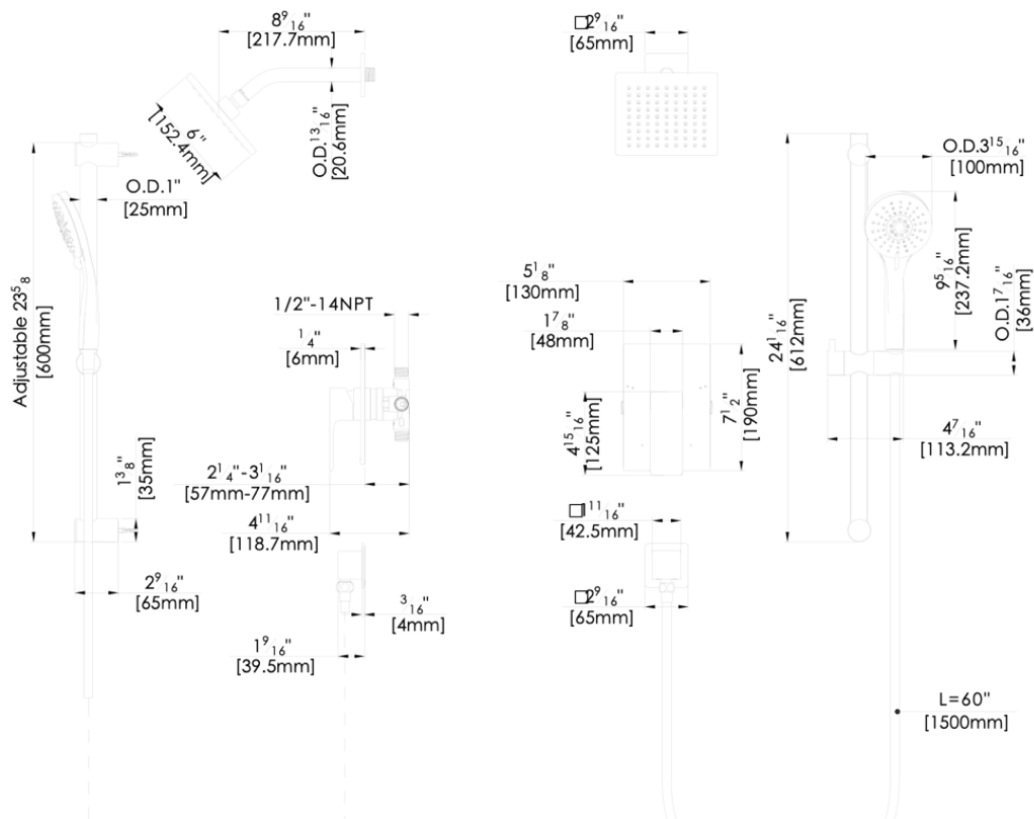 8 9/16"
[217.7mm]
6"
[152.4mm]
O.D. 13/16"
[20.6mm]
O.D.1"
[25mm]
Adjustable 23 5/8
[600mm]
1 3/8"
[35mm]
2 9/16"
[65mm]
1/2"-14NPT
1/4"
[6mm]
2 1/4"-3 1/16"
[57mm-77mm]
4 11/16"
[118.7mm]
3/16"
[4mm]
1 9/16"
[39.5mm]
□2 9/16"
[65mm]
5 1/8"
[130mm]
1 7/8"
[48mm]
4 15/16"
[125mm]
7 1/2"
[190mm]
□1 11/16"
[42.5mm]
□2 9/16"
[65mm]
O.D.3 15/16"
[100mm]
9 5/16"
[237.2mm]
O.D.1 7/16"
[36mm]
24 1/16"
[612mm]
4 7/16"
[113.2mm]
L=60"
[1500mm]